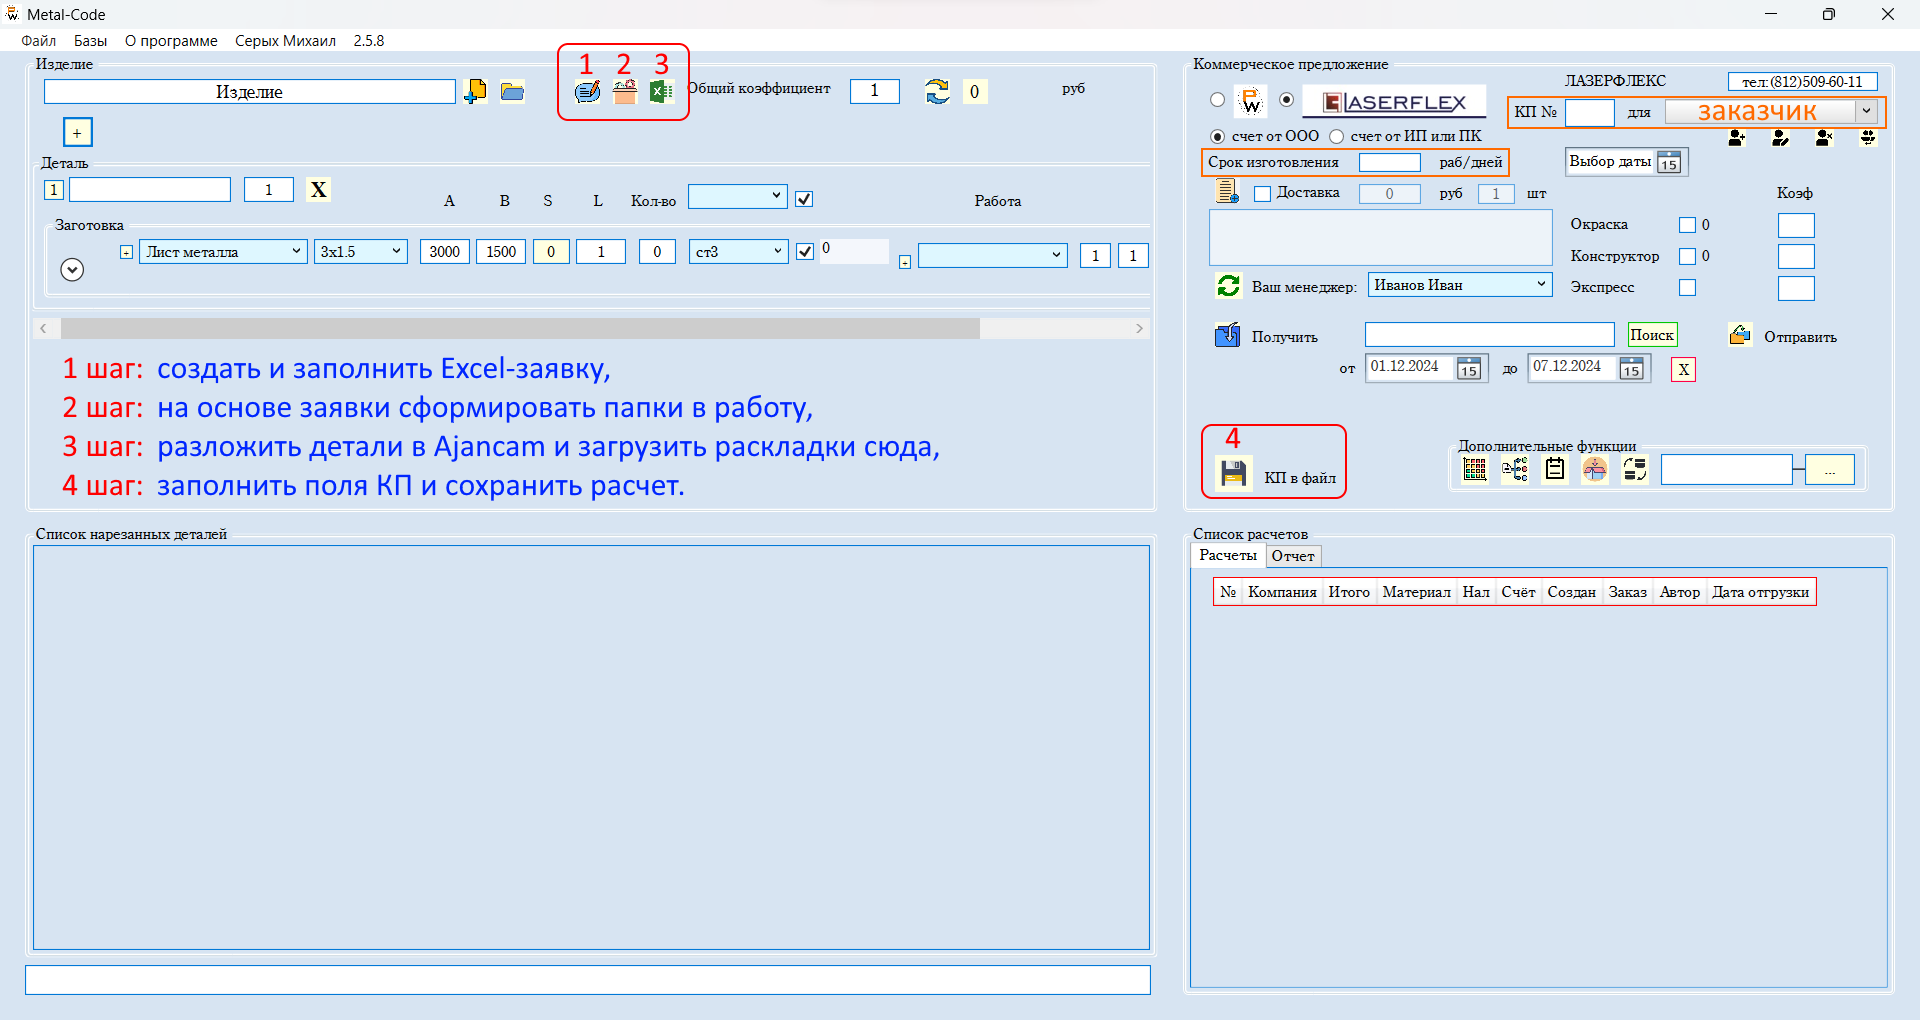 Metal-Code
Файл Базы О программе Серых Михаил 2.5.8
Изделие
1 2 3
Изделие
Общий коэффициент 1 0 руб
+
Деталь
1 1 X
A B S L Кол-во Работа
Заготовка
+ Лист металла 3x1.5 3000 1500 0 1 0 ст3 0 + 1 1
1 шаг: создать и заполнить Excel-заявку,
2 шаг: на основе заявки сформировать папки в работу,
3 шаг: разложить детали в Ajancam и загрузить раскладки сюда,
4 шаг: заполнить поля КП и сохранить расчет.
Коммерческое предложение
ЛАЗЕРФЛЕКС тел:(812)509-60-11
PW LASERFLEX
КП № для заказчик
счет от ООО счет от ИП или ПК
Срок изготовления раб/дней
Выбор даты 15
Доставка 0 руб 1 шт
Коэф
Окраска 0
Конструктор 0
Экспресс
Ваш менеджер: Иванов Иван
Получить Поиск Отправить
от 01.12.2024 15 до 07.12.2024 15 X
4
КП в файл
Дополнительные функции
...
Список нарезанных деталей
Список расчетов
Расчеты Отчет
№ Компания Итого Материал Нал Счёт Создан Заказ Автор Дата отгрузки